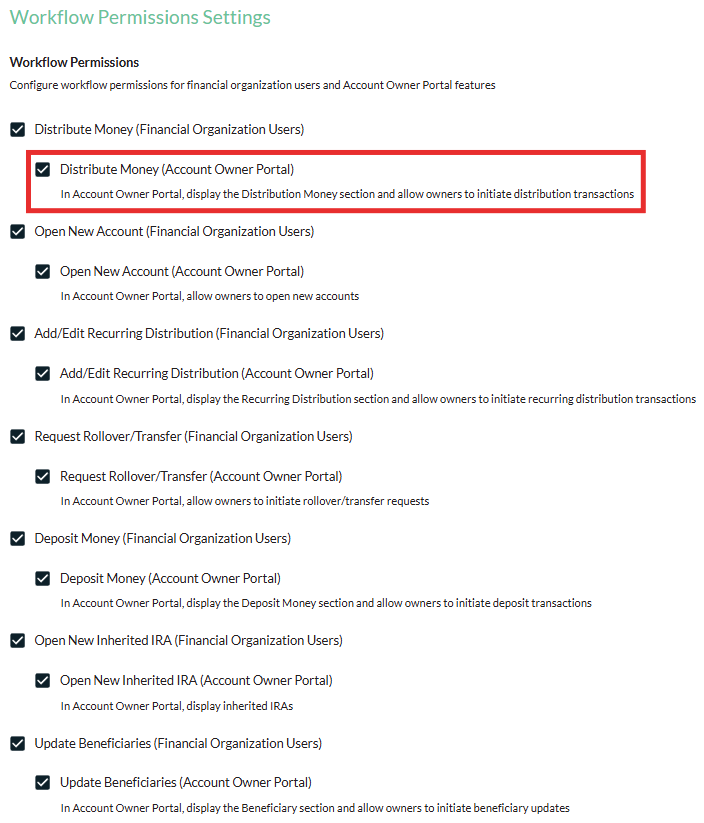 Workflow Permissions Settings
Workflow Permissions
Configure workflow permissions for financial organization users and Account Owner Portal features
Distribute Money (Financial Organization Users)
Distribute Money (Account Owner Portal)
In Account Owner Portal, display the Distribution Money section and allow owners to initiate distribution transactions
Open New Account (Financial Organization Users)
Open New Account (Account Owner Portal)
In Account Owner Portal, allow owners to open new accounts
Add/Edit Recurring Distribution (Financial Organization Users)
Add/Edit Recurring Distribution (Account Owner Portal)
In Account Owner Portal, display the Recurring Distribution section and allow owners to initiate recurring distribution transactions
Request Rollover/Transfer (Financial Organization Users)
Request Rollover/Transfer (Account Owner Portal)
In Account Owner Portal, allow owners to initiate rollover/transfer requests
Deposit Money (Financial Organization Users)
Deposit Money (Account Owner Portal)
In Account Owner Portal, display the Deposit Money section and allow owners to initiate deposit transactions
Open New Inherited IRA (Financial Organization Users)
Open New Inherited IRA (Account Owner Portal)
In Account Owner Portal, display inherited IRAs
Update Beneficiaries (Financial Organization Users)
Update Beneficiaries (Account Owner Portal)
In Account Owner Portal, display the Beneficiary section and allow owners to initiate beneficiary updates